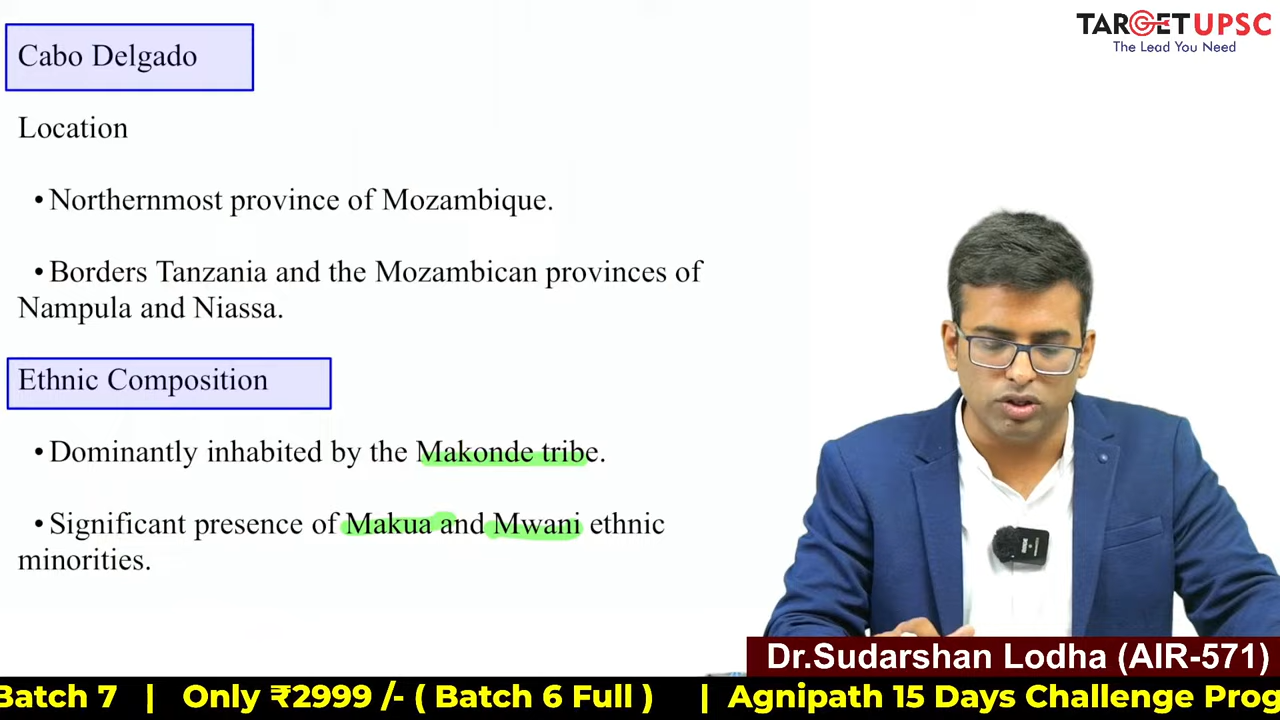 TARGET UPSC
The Lead You Need
Cabo Delgado
Location
• Northernmost province of Mozambique.
• Borders Tanzania and the Mozambican provinces of
Nampula and Niassa.
Ethnic Composition
• Dominantly inhabited by the Makonde tribe.
• Significant presence of Makua and Mwani ethnic
minorities.
Dr.Sudarshan Lodha (AIR-571)
Batch 7 | Only ₹2999 /- ( Batch 6 Full ) | Agnipath 15 Days Challenge Prog